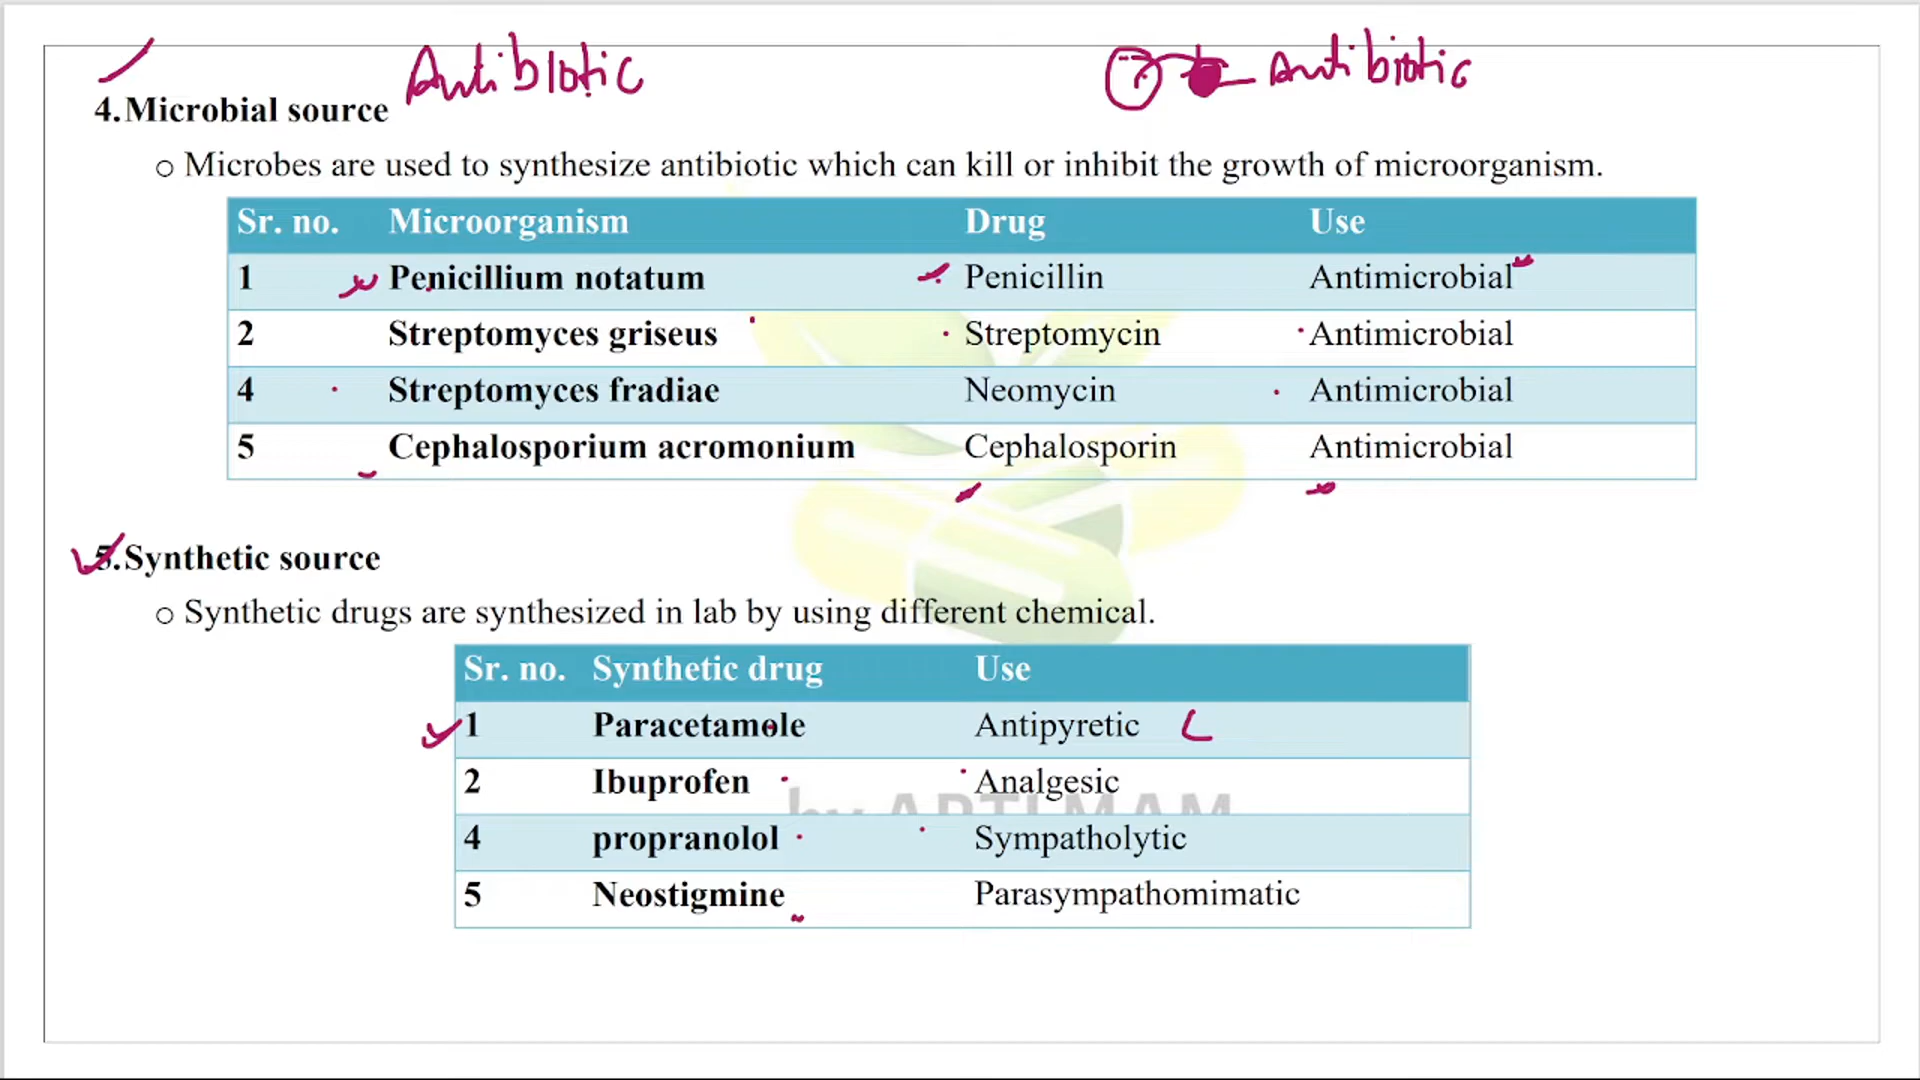 Antibiotic
Antibiotic
4. Microbial source
o Microbes are used to synthesize antibiotic which can kill or inhibit the growth of microorganism.
Sr. no. Microorganism Drug Use
1 Penicillium notatum Penicillin Antimicrobial
2 Streptomyces griseus Streptomycin Antimicrobial
4 Streptomyces fradiae Neomycin Antimicrobial
5 Cephalosporium acromonium Cephalosporin Antimicrobial
5. Synthetic source
o Synthetic drugs are synthesized in lab by using different chemical.
Sr. no. Synthetic drug Use
1 Paracetamole Antipyretic
2 Ibuprofen Analgesic
4 propranolol Sympatholytic
5 Neostigmine Parasympathomimatic